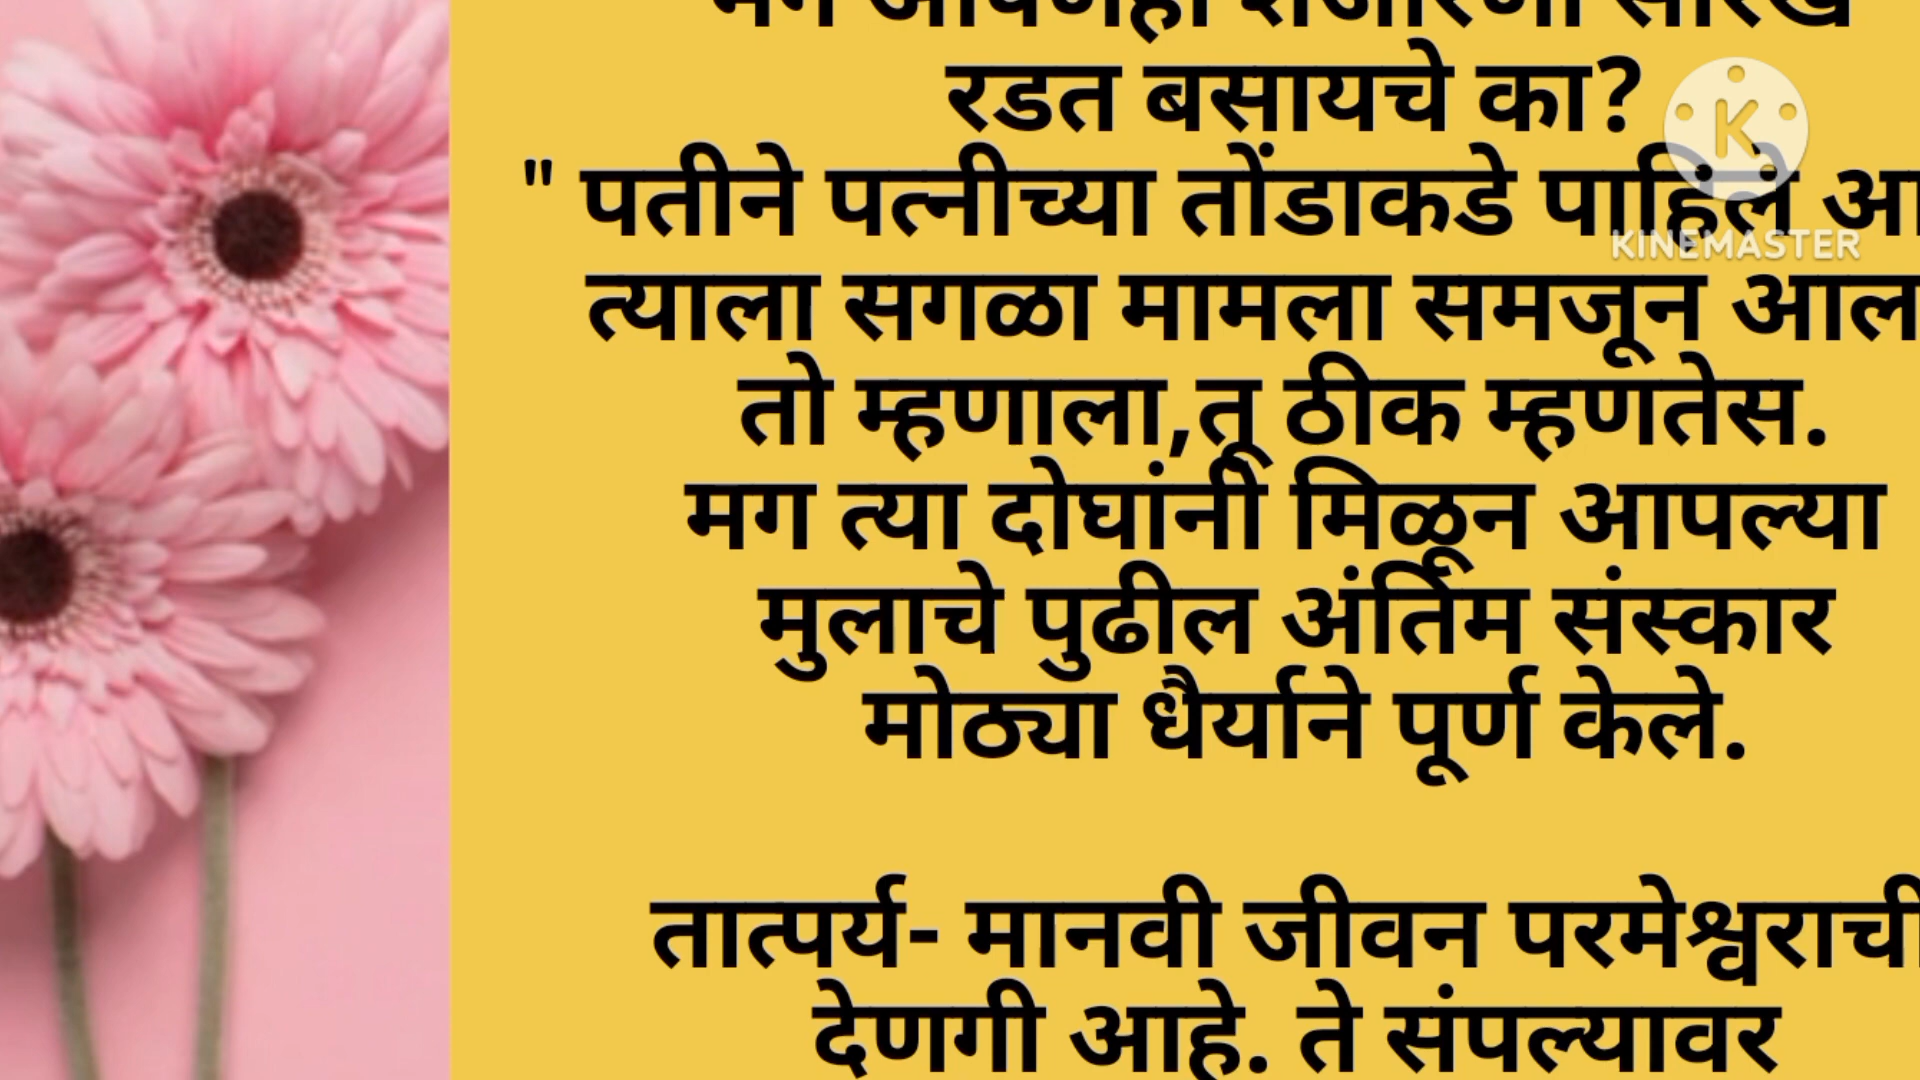 रडत बसायचे का?
" पतीने पत्नीच्या तोंडाकडे पाहिले
त्याला सगळा मामला समजून
तो म्हणाला,तू ठीक म्हणतेस.
मग त्या दोघांनी मिळून आपल्या
मुलाचे पुढील अंतिम संस्कार
मोठ्या धैर्याने पूर्ण केले.
तात्पर्य- मानवी जीवन परमेश्वराची
देणगी आहे. ते संपल्यावर
K
KINEMASTER